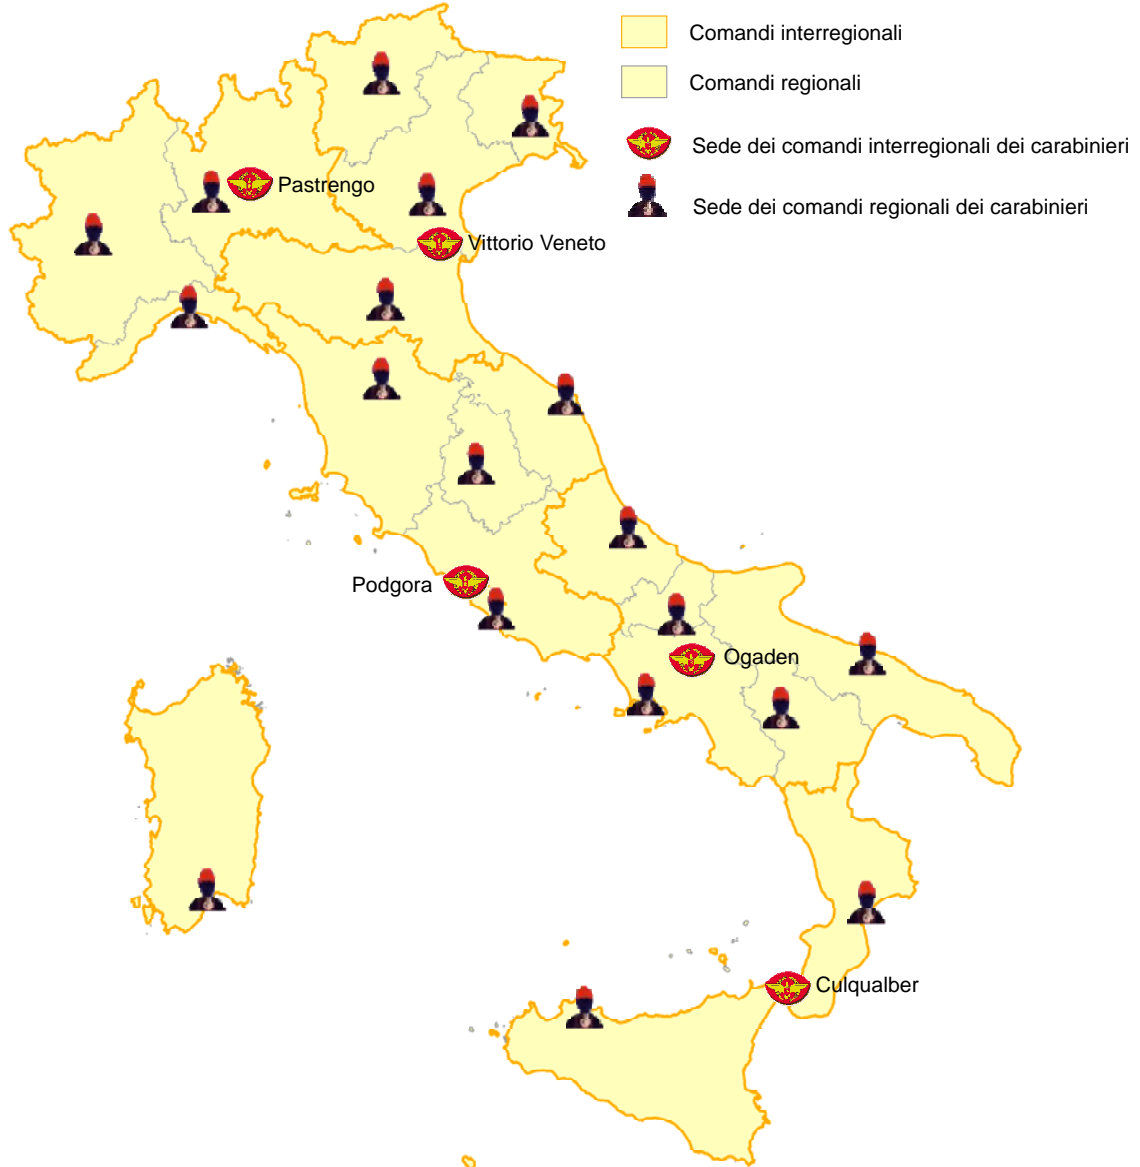 Comandi interregionali
Comandi regionali
Sede dei comandi interregionali dei carabinieri
Sede dei comandi regionali dei carabinieri
Pastrengo
Vittorio Veneto
Podgora
Ogaden
Culqualber